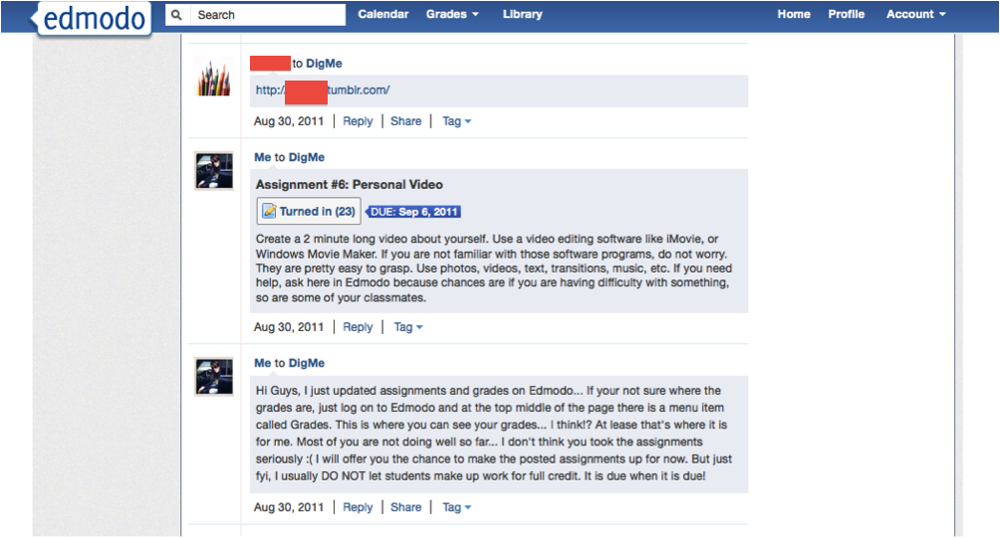 edmodo Search Calendar Grades Library Home Profile Account
to DigMe
http:/ tumblr.com/
Aug 30, 2011 | Reply | Share | Tag
Me to DigMe
Assignment #6: Personal Video
Turned in (23) DUE: Sep 6, 2011
Create a 2 minute long video about yourself. Use a video editing software like iMovie, or
Windows Movie Maker. If you are not familiar with those software programs, do not worry.
They are pretty easy to grasp. Use photos, videos, text, transitions, music, etc. If you need
help, ask here in Edmodo because chances are if you are having difficulty with something,
so are some of your classmates.
Aug 30, 2011 | Reply | Tag
Me to DigMe
Hi Guys, I just updated assignments and grades on Edmodo... If your not sure where the
grades are, just log on to Edmodo and at the top middle of the page there is a menu item
called Grades. This is where you can see your grades... I think!? At lease that's where it is
for me. Most of you are not doing well so far... I don't think you took the assignments
seriously :( I will offer you the chance to make the posted assignments up for now. But just
fyi, I usually DO NOT let students make up work for full credit. It is due when it is due!
Aug 30, 2011 | Reply | Share | Tag